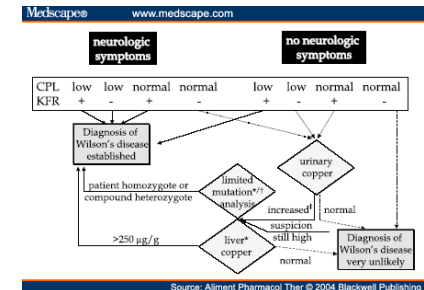 Medscape® www.medscape.com
neurologic symptoms
no neurologic symptoms
CPL low low normal normal low low normal normal
KFR + - + - + - + -
Diagnosis of
Wilson's disease
established
urinary
copper
limited
mutation*/†
analysis
patient homozygote or
compound heterozygote
increased‡ normal
suspicion
still high
>250 µg/g
liver*
copper
normal
Diagnosis of
Wilson's disease
very unlikely
Source: Aliment Pharmacol Ther © 2004 Blackwell Publishing